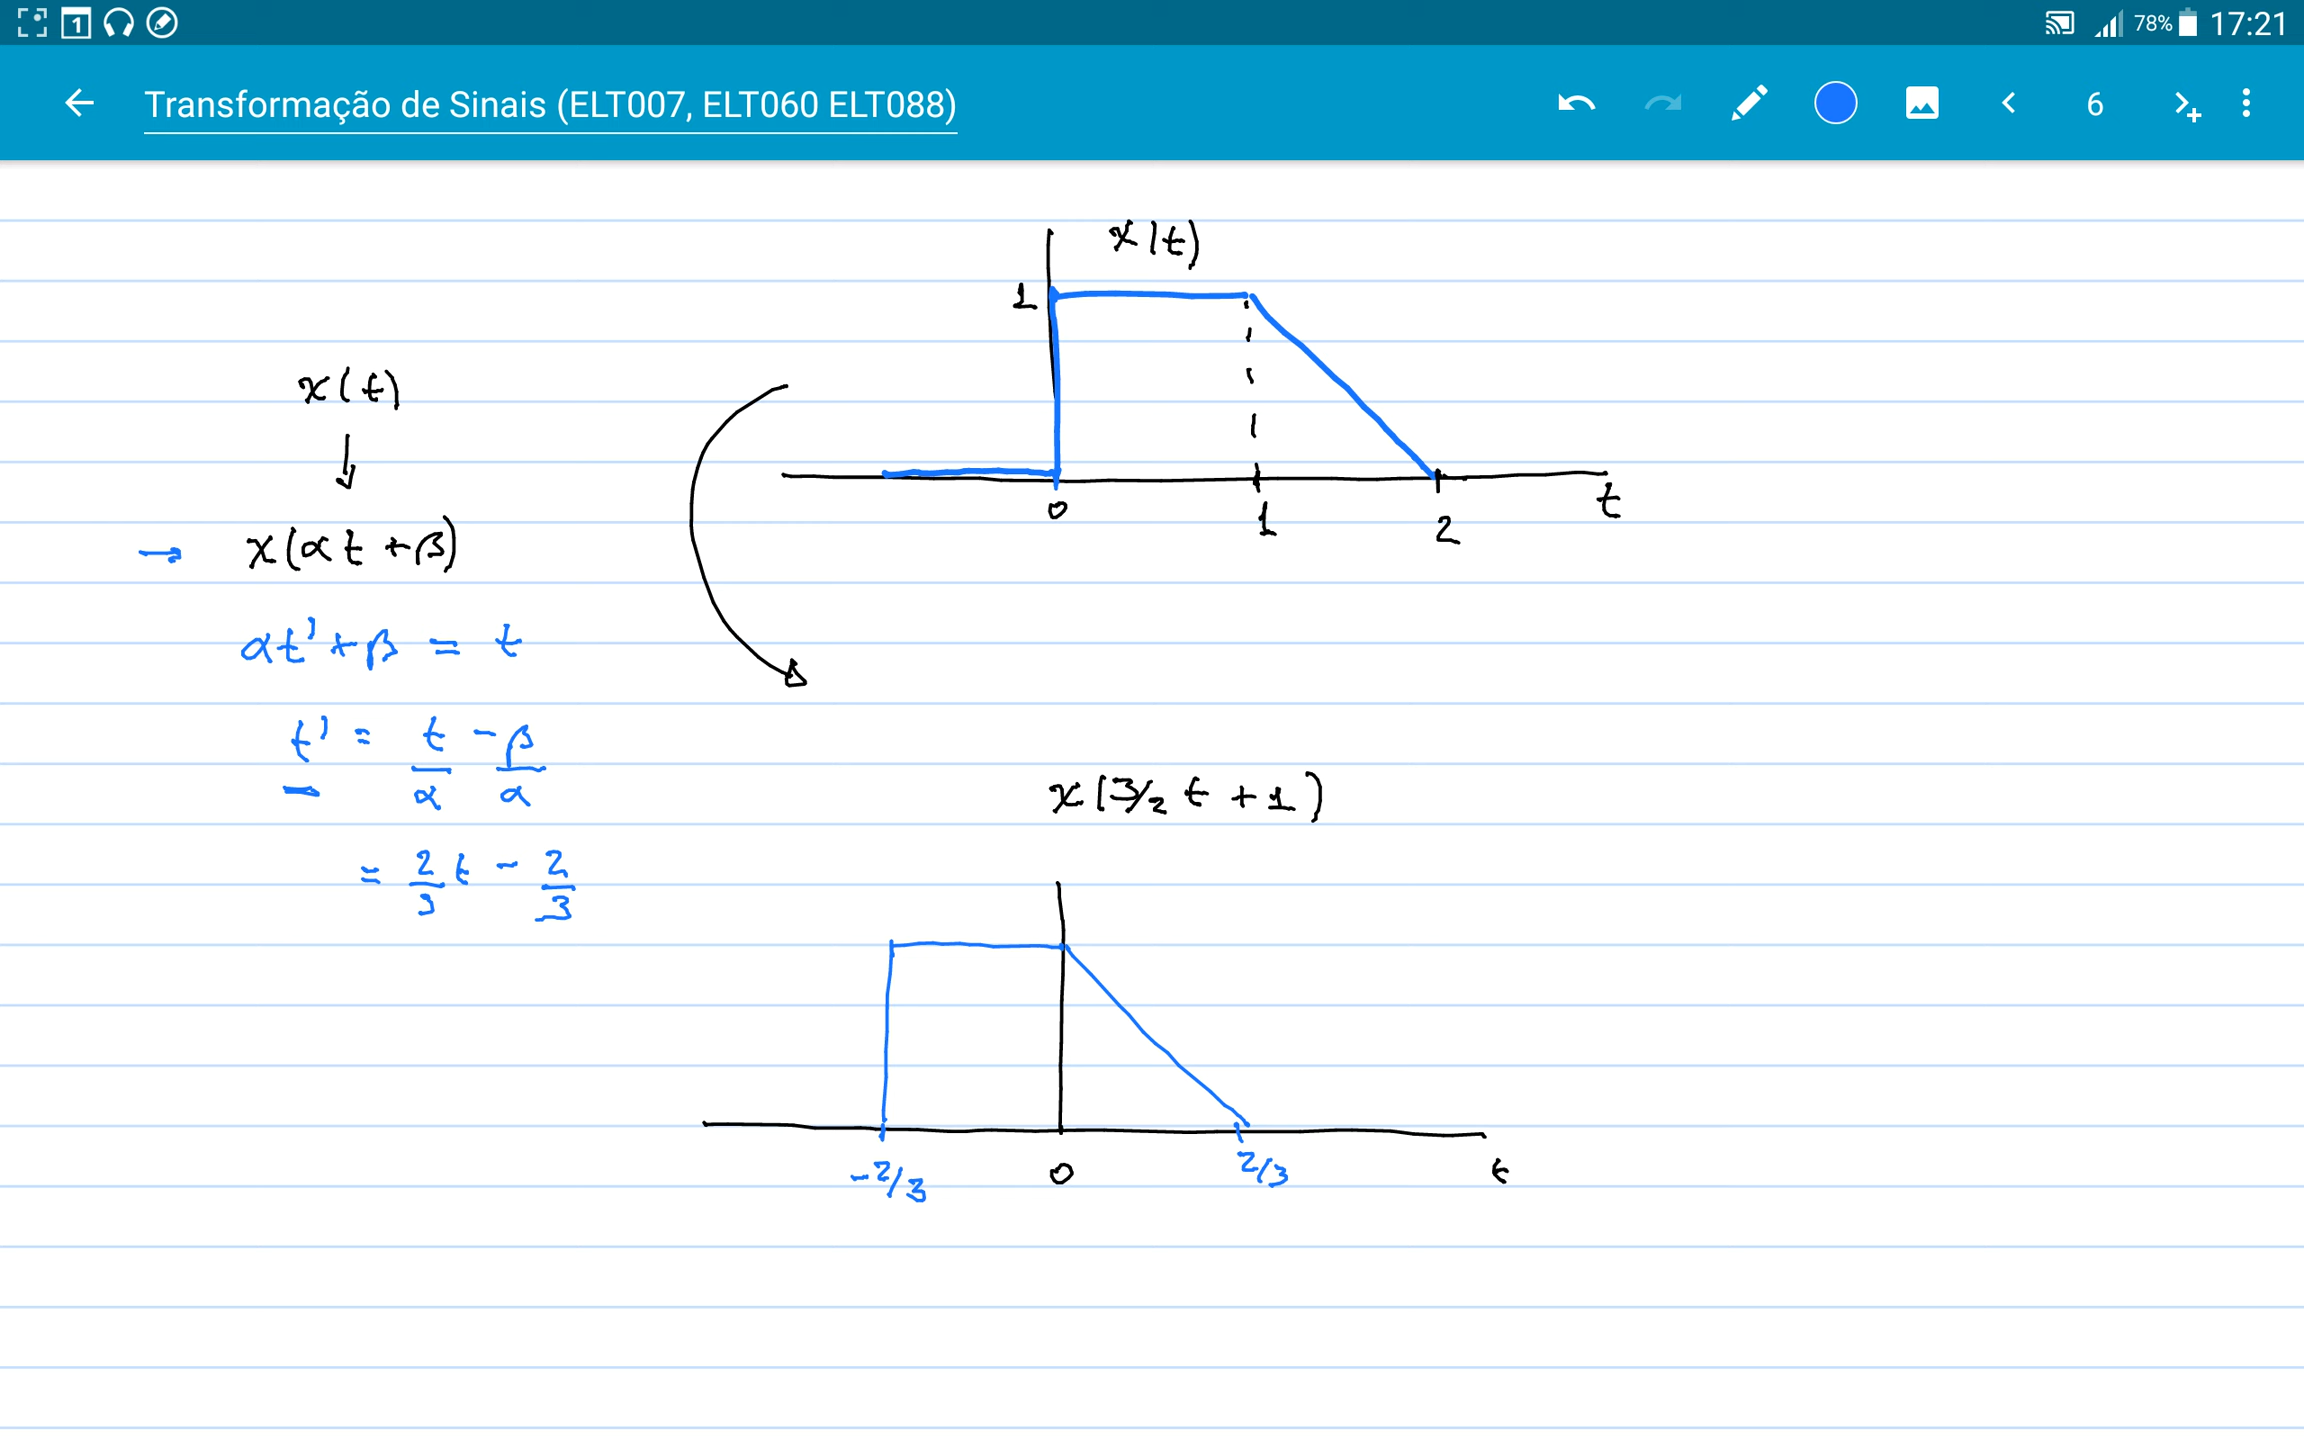 1 78% 17:21
Transformação de Sinais (ELT007, ELT060 ELT088) 6
x(t)
1
0 1 2 t
x(t)
↓
→ x(αt + β)
αt' + β = t
t' = t/α - β/α
= 2/3 t - 2/3
x(3/2 t + 1)
-2/3 0 2/3 t